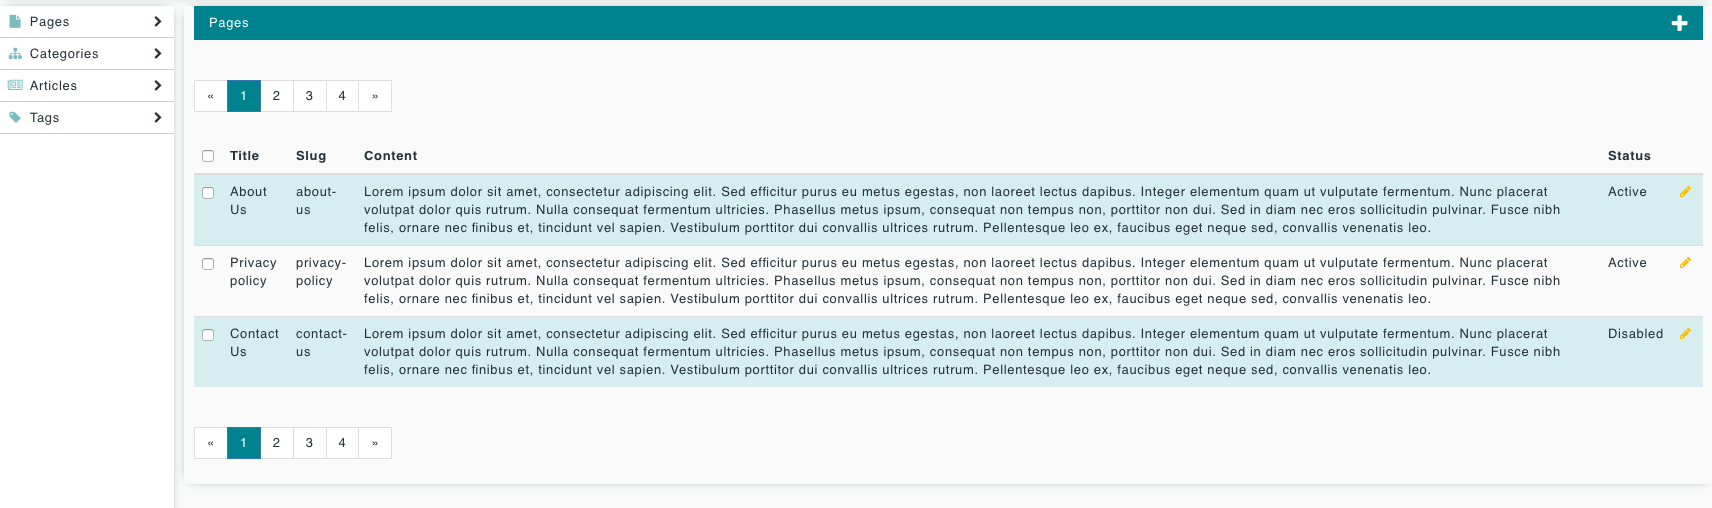 Pages
Categories
Articles
Tags
Pages
« 1 2 3 4 »
Title Slug Content Status
About Us about-us Lorem ipsum dolor sit amet, consectetur adipiscing elit. Sed efficitur purus eu metus egestas, non laoreet lectus dapibus. Integer elementum quam ut vulputate fermentum. Nunc placerat Active
volutpat dolor quis rutrum. Nulla consequat fermentum ultricies. Phasellus metus ipsum, consequat non tempus non, porttitor non dui. Sed in diam nec eros sollicitudin pulvinar. Fusce nibh
felis, ornare nec finibus et, tincidunt vel sapien. Vestibulum porttitor dui convallis ultrices rutrum. Pellentesque leo ex, faucibus eget neque sed, convallis venenatis leo.
Privacy policy privacy-policy Lorem ipsum dolor sit amet, consectetur adipiscing elit. Sed efficitur purus eu metus egestas, non laoreet lectus dapibus. Integer elementum quam ut vulputate fermentum. Nunc placerat Active
volutpat dolor quis rutrum. Nulla consequat fermentum ultricies. Phasellus metus ipsum, consequat non tempus non, porttitor non dui. Sed in diam nec eros sollicitudin pulvinar. Fusce nibh
felis, ornare nec finibus et, tincidunt vel sapien. Vestibulum porttitor dui convallis ultrices rutrum. Pellentesque leo ex, faucibus eget neque sed, convallis venenatis leo.
Contact Us contact-us Lorem ipsum dolor sit amet, consectetur adipiscing elit. Sed efficitur purus eu metus egestas, non laoreet lectus dapibus. Integer elementum quam ut vulputate fermentum. Nunc placerat Disabled
volutpat dolor quis rutrum. Nulla consequat fermentum ultricies. Phasellus metus ipsum, consequat non tempus non, porttitor non dui. Sed in diam nec eros sollicitudin pulvinar. Fusce nibh
felis, ornare nec finibus et, tincidunt vel sapien. Vestibulum porttitor dui convallis ultrices rutrum. Pellentesque leo ex, faucibus eget neque sed, convallis venenatis leo.
« 1 2 3 4 »